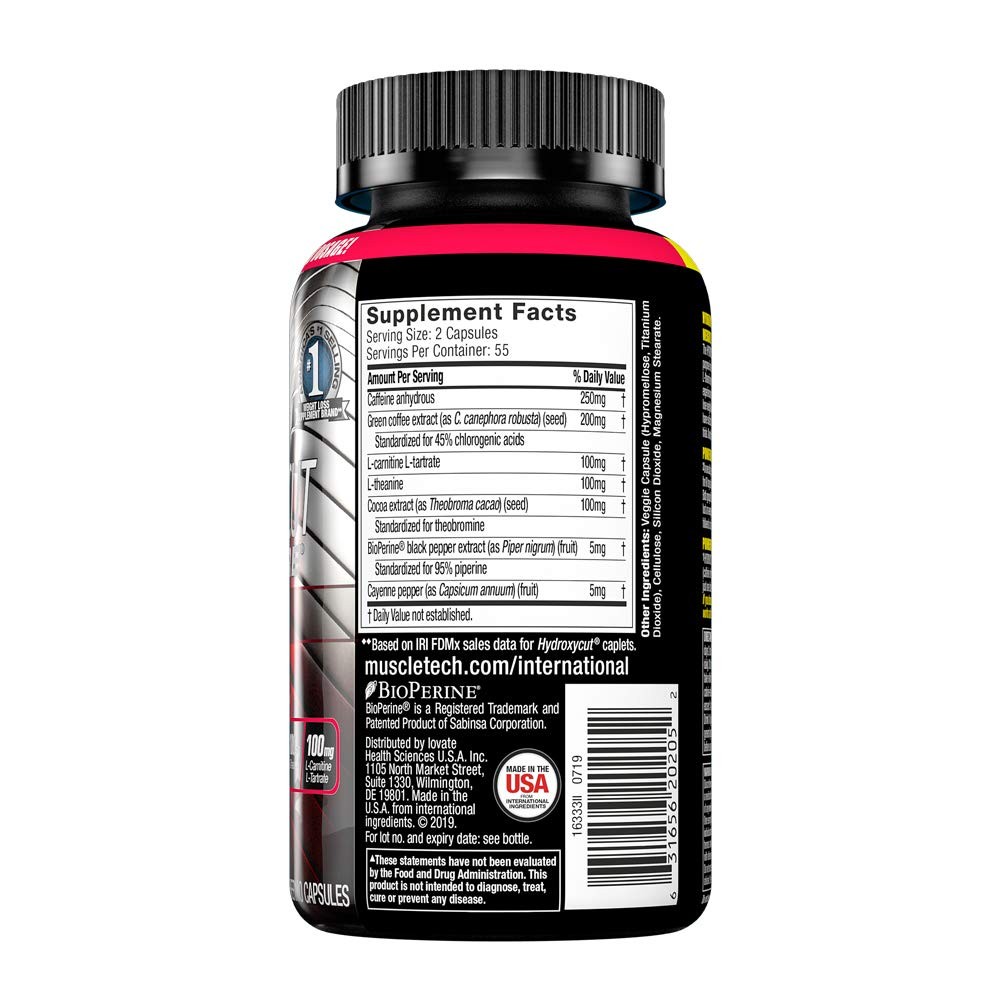 DOSAGE!
#1
SELLING
WEIGHT LOSS
100mg
L-Carnitine
L-Tartrate
CAPSULES
Supplement Facts
Serving Size: 2 Capsules
Servings Per Container: 55
Amount Per Serving % Daily Value
Caffeine anhydrous 250mg †
Green coffee extract (as C. canephora robusta) (seed) 200mg †
Standardized for 45% chlorogenic acids
L-carnitine L-tartrate 100mg †
L-theanine 100mg †
Cocoa extract (as Theobroma cacao) (seed) 100mg †
Standardized for theobromine
BioPerine® black pepper extract (as Piper nigrum) (fruit) 5mg †
Standardized for 95% piperine
Cayenne pepper (as Capsicum annuum) (fruit) 5mg †
† Daily Value not established.
Other Ingredients: Veggie Capsule (Hypromellose, Titanium
Dioxide), Cellulose, Silicon Dioxide, Magnesium Stearate.
**Based on IRI FDMx sales data for Hydroxycut® caplets.
muscletech.com/international
BIOPERINE®
BioPerine® is a Registered Trademark and
Patented Product of Sabinsa Corporation.
Distributed by Iovate
Health Sciences U.S.A. Inc.
1105 North Market Street,
Suite 1330, Wilmington,
DE 19801. Made in the
U.S.A. from international
ingredients. © 2019.
For lot no. and expiry date: see bottle.
MADE IN THE
USA
FROM
INTERNATIONAL
INGREDIENTS
▲These statements have not been evaluated
by the Food and Drug Administration. This
product is not intended to diagnose, treat,
cure or prevent any disease.
16333II 0719
6 31656 20205 2